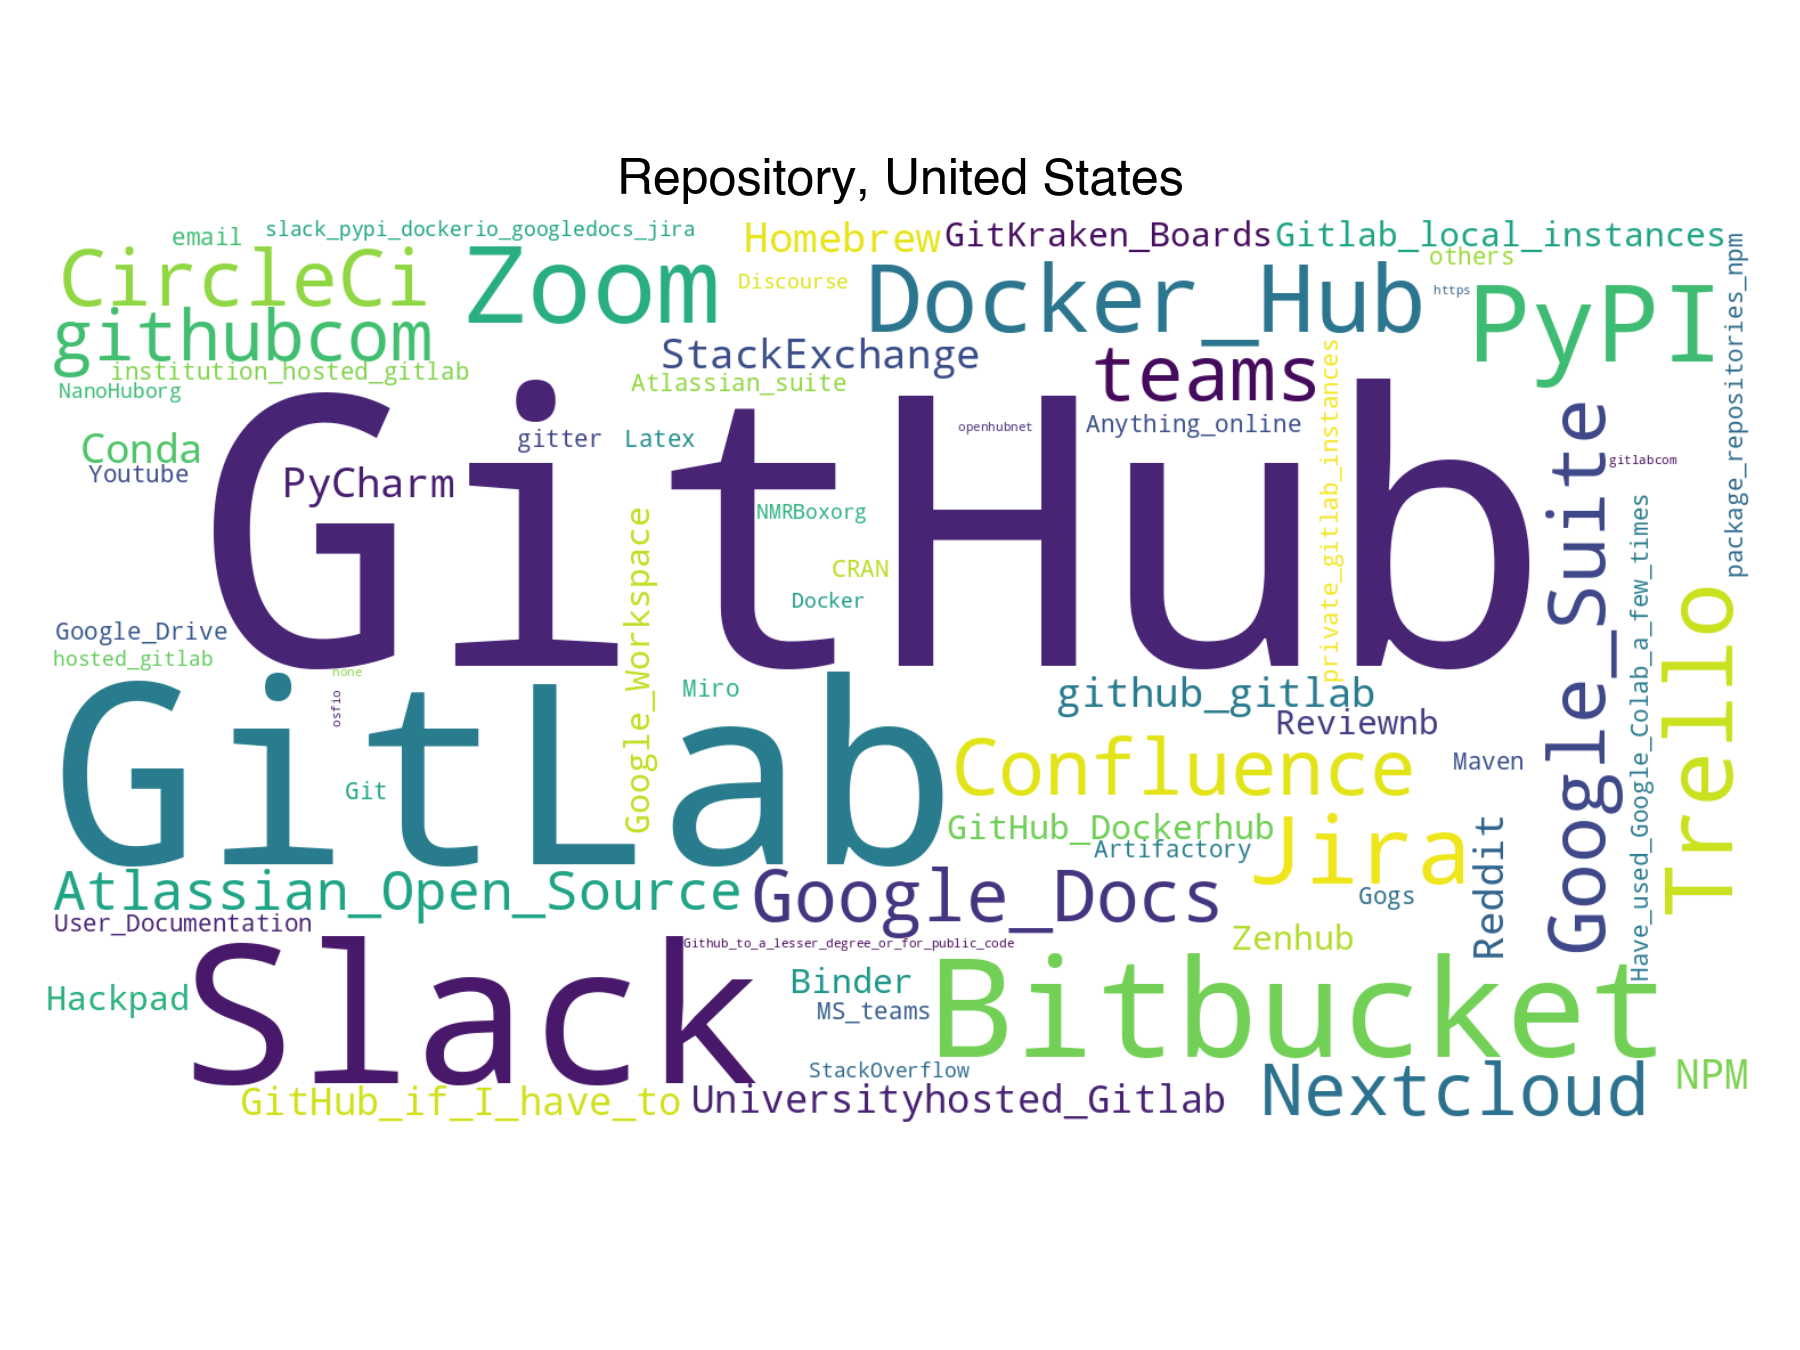 Repository, United States
email
slack_pypi_dockerio_googledocs_jira
Homebrew
GitKraken_Boards
Gitlab_local_instances
CircleCi
Zoom
Discourse
Docker_Hub
others
https
PyPI
package_repositories_npm
githubcom
StackExchange
teams
institution_hosted_gitlab
NanoHuborg
Atlassian_suite
private_gitlab_instances
GitHub
Anything_online
openhubnet
gitter
Latex
Conda
Youtube
PyCharm
gitlabcom
Google_Suite
Have_used_Google_Colab_a_few_times
NMRBoxorg
Google_Workspace
CRAN
Docker
Trello
Google_Drive
hosted_gitlab
none
osfio
GitLab
Miro
github_gitlab
Reviewnb
Confluence
Maven
Git
GitHub_Dockerhub
Artifactory
Jira
Reddit
Atlassian_Open_Source
Google_Docs
Gogs
User_Documentation
Github_to_a_lesser_degree_or_for_public_code
Zenhub
Slack
Hackpad
Binder
MS_teams
Bitbucket
StackOverflow
Nextcloud
NPM
GitHub_if_I_have_to
Universityhosted_Gitlab